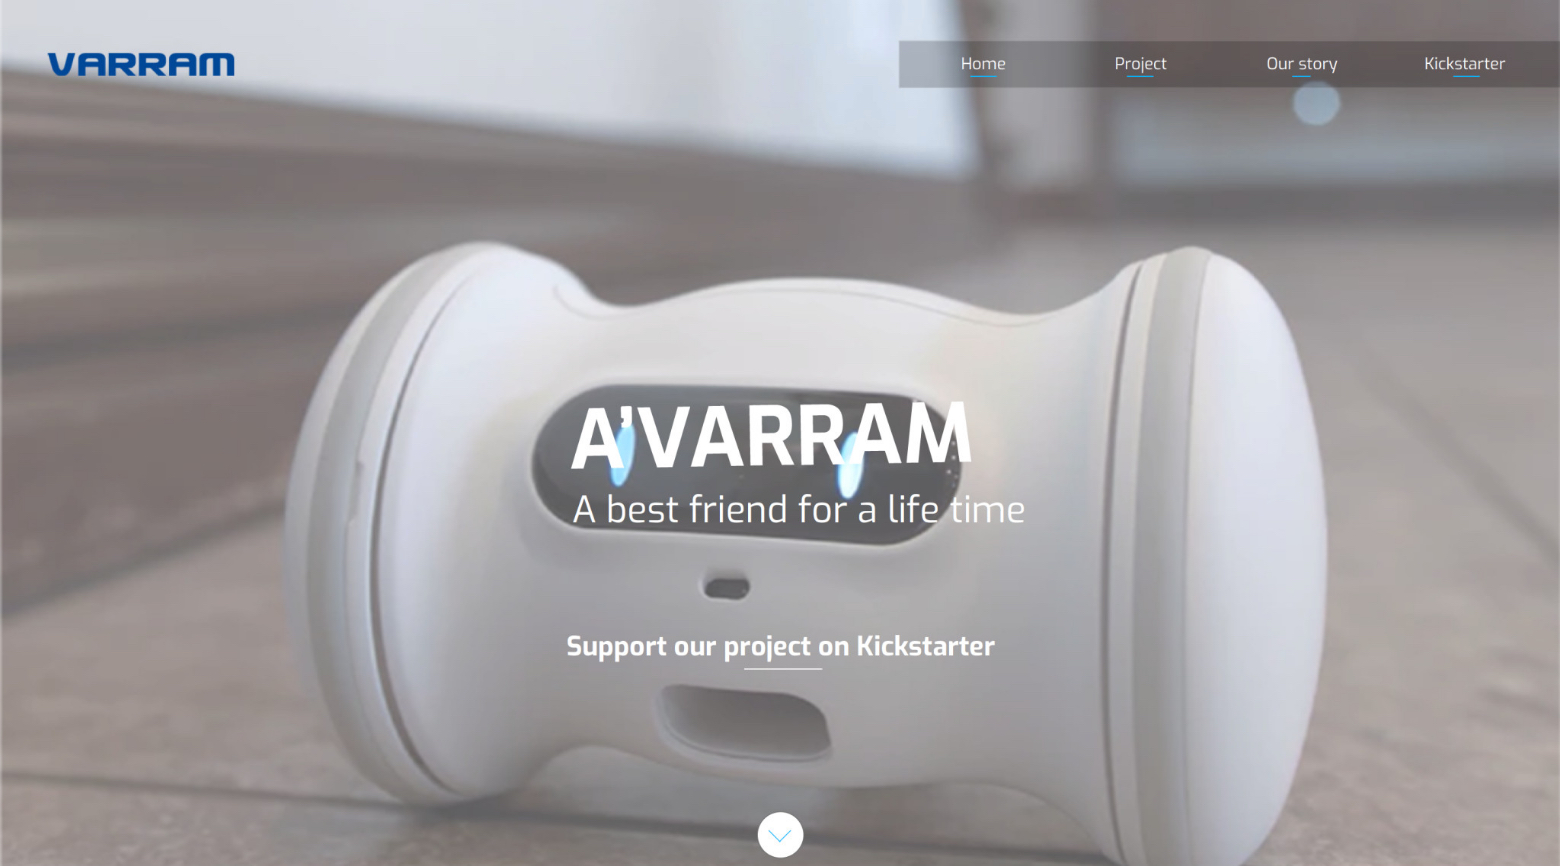 VARRAM
Home
Project
Our story
Kickstarter
A'VARRAM
A best friend for a life time
Support our project on Kickstarter